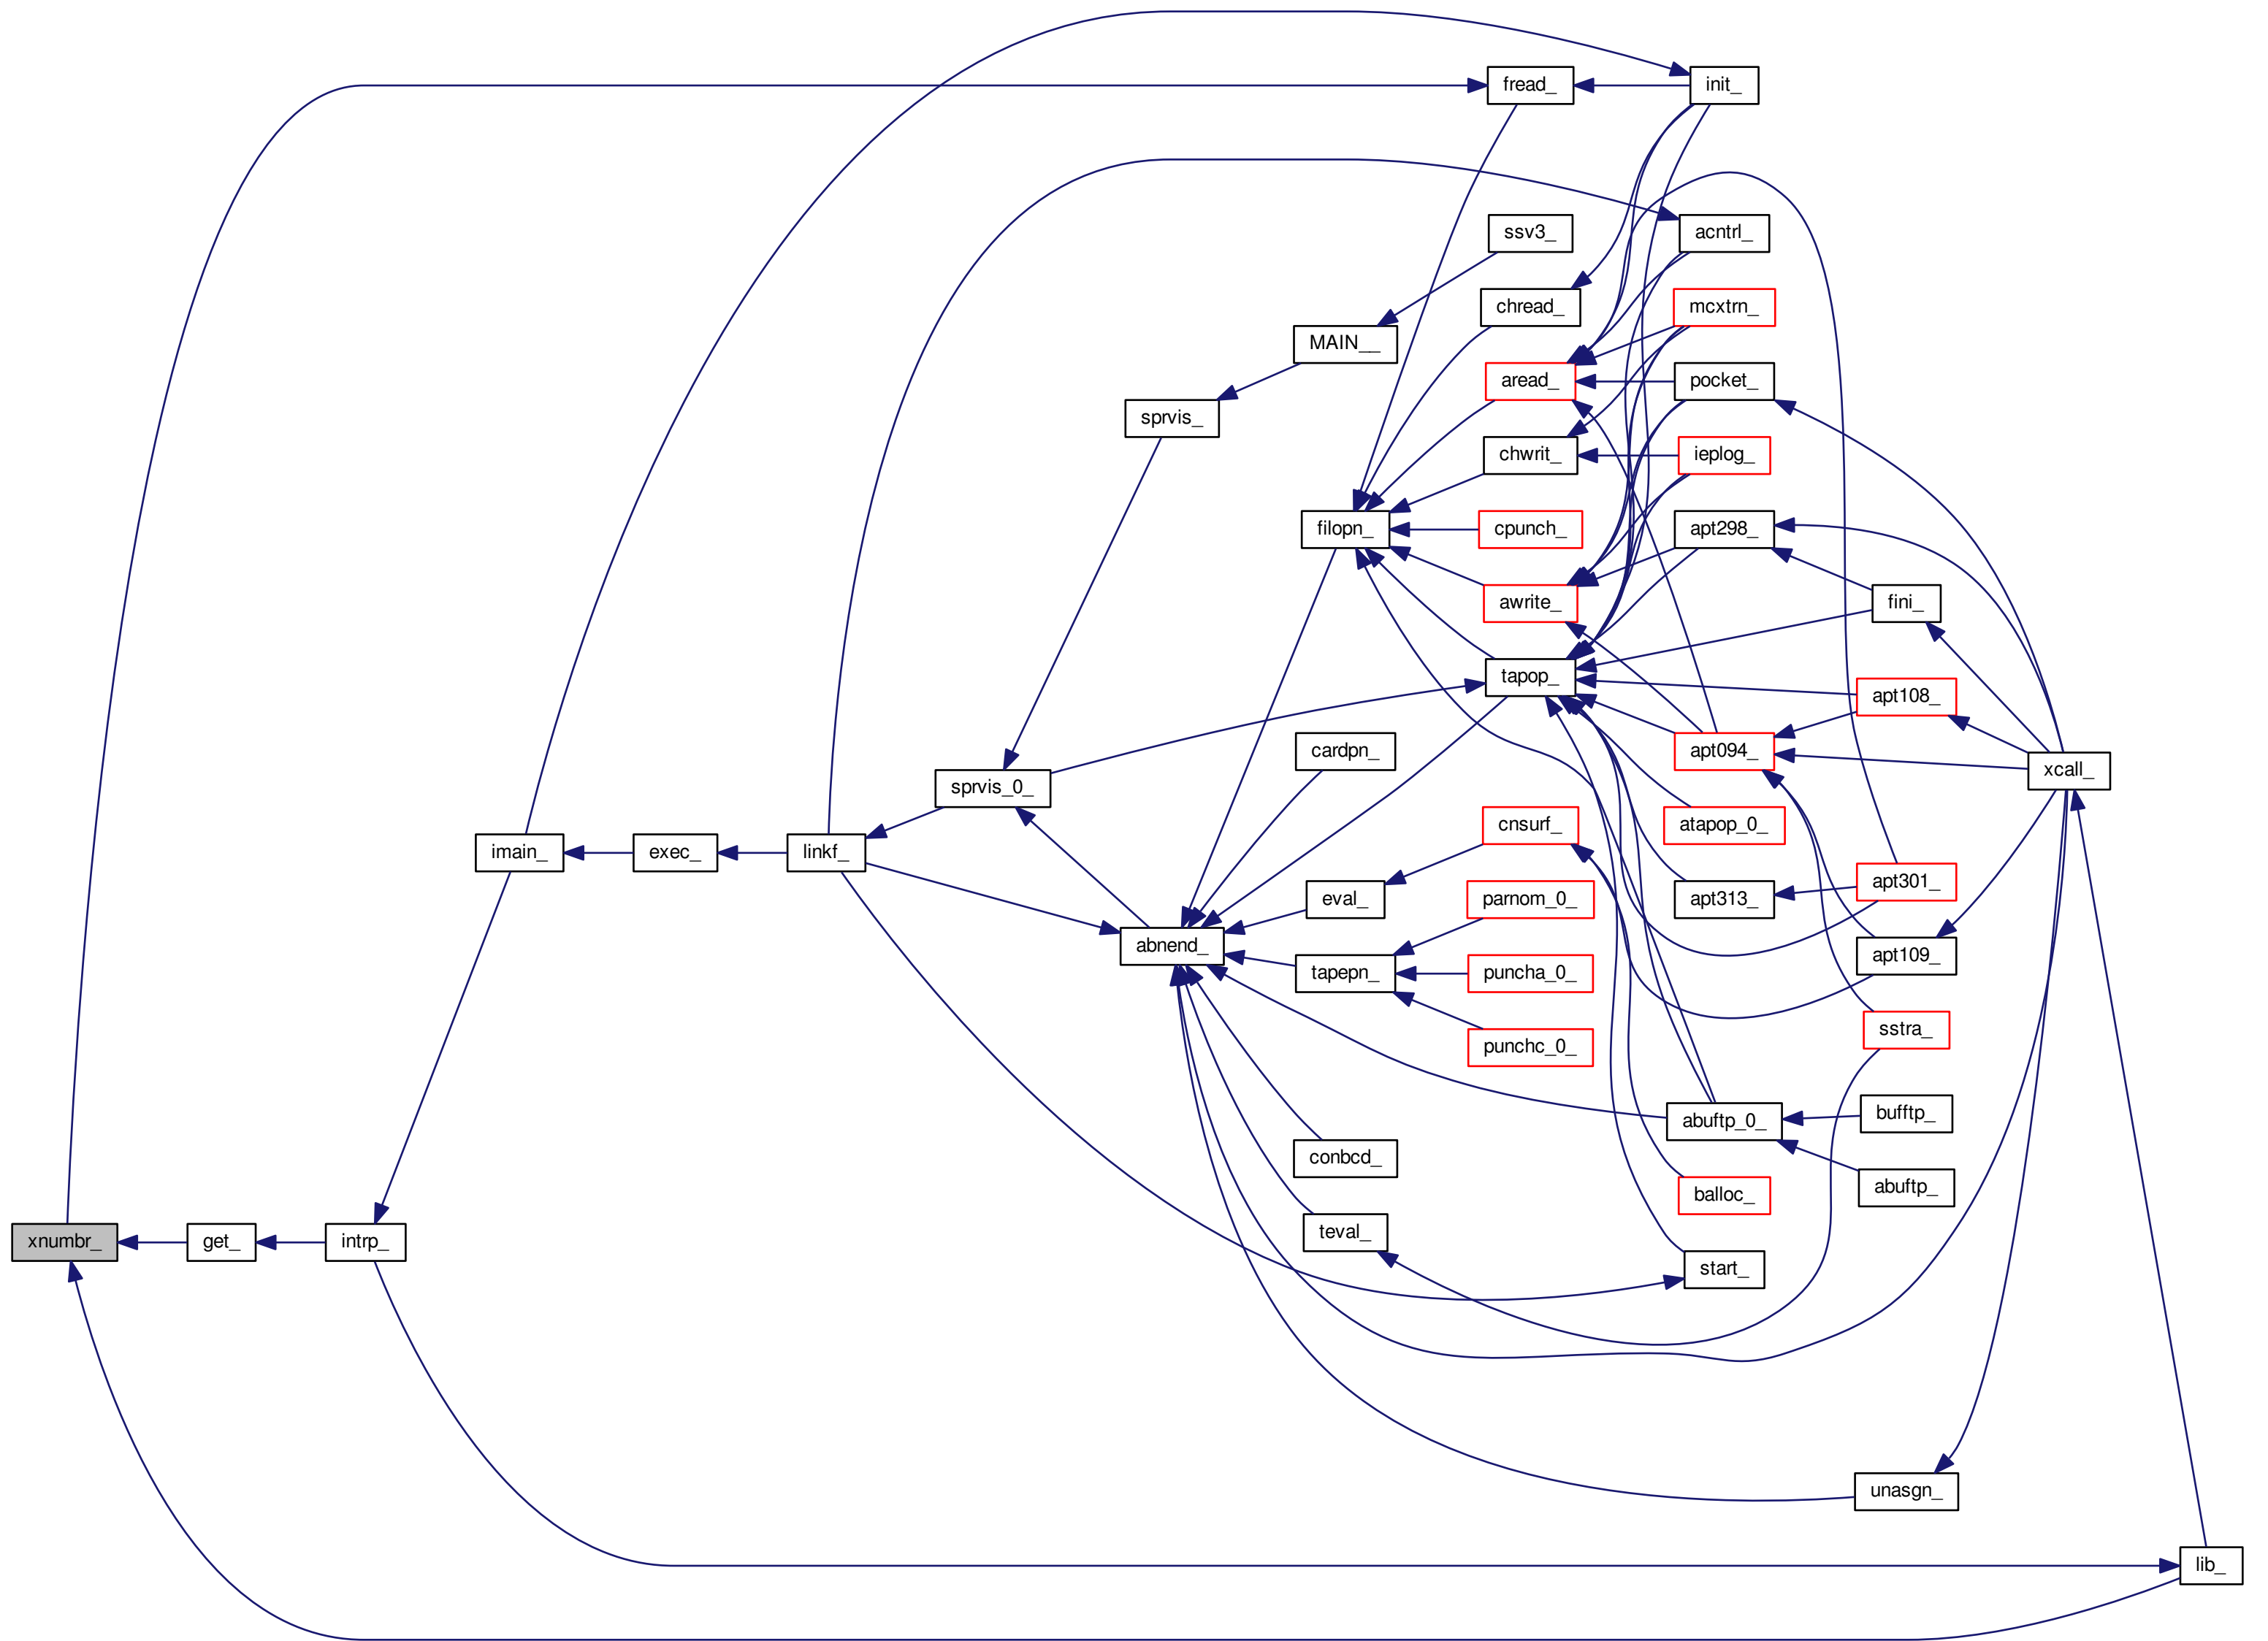 fread_
init_
ssv3_
acntrl_
chread_
mcxtrn_
MAIN__
aread_
pocket_
sprvis_
chwrit_
ieplog_
filopn_
cpunch_
apt298_
awrite_
fini_
tapop_
apt108_
cardpn_
apt094_
xcall_
sprvis_0_
cnsurf_
atapop_0_
imain_
exec_
linkf_
eval_
parnom_0_
apt313_
apt301_
abnend_
apt109_
tapepn_
puncha_0_
sstra_
punchc_0_
abuftp_0_
bufftp_
conbcd_
balloc_
abuftp_
xnumbr_
get_
intrp_
teval_
start_
unasgn_
lib_